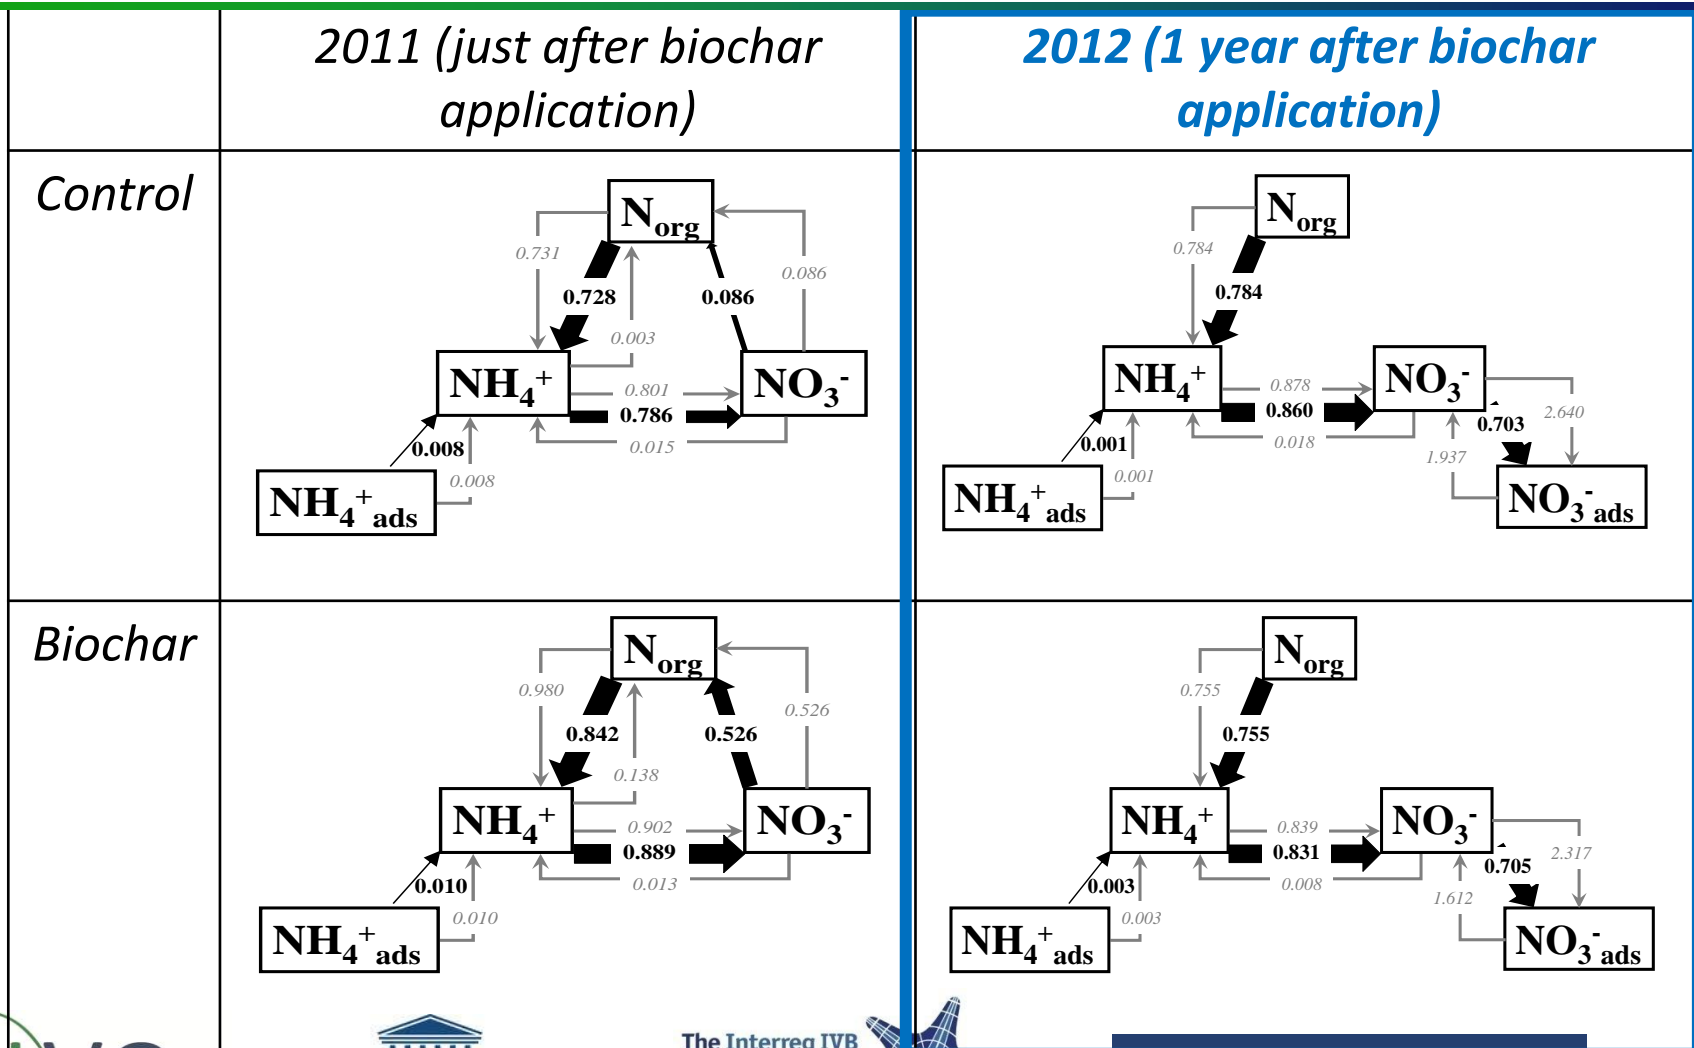 2011 (just after biochar
application)
2012 (1 year after biochar
application)
Control
N org
0.731
0.086
0.728
0.086
0.003
NH4+
0.801
0.786
NO3-
0.015
0.008
0.008
NH4+ ads
N org
0.784
0.784
NH4+
0.878
0.860
NO3-
0.018
2.640
0.703
1.937
0.001
0.001
NH4+ ads
NO3- ads
Biochar
N org
0.980
0.526
0.842
0.526
0.138
NH4+
0.902
0.889
NO3-
0.013
0.010
0.010
NH4+ ads
N org
0.755
0.755
NH4+
0.839
0.831
NO3-
0.008
2.317
0.705
1.612
0.003
0.003
NH4+ ads
NO3- ads
The Interreg IVB